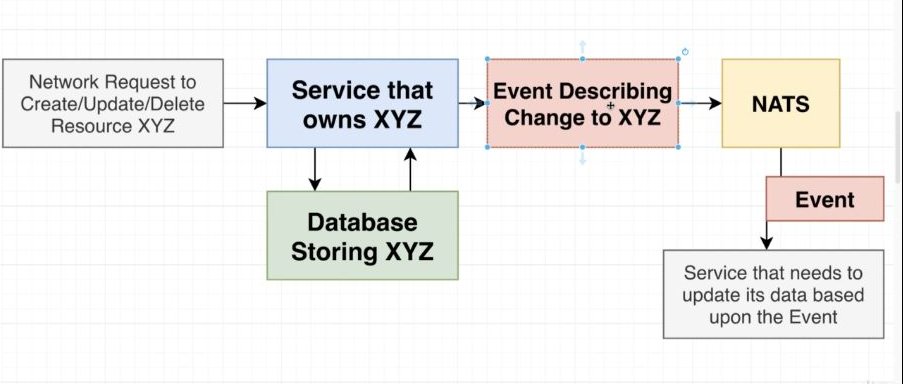 Network Request to
Create/Update/Delete
Resource XYZ
Service that
owns XYZ
Event Describing
Change to XYZ
NATS
Database
Storing XYZ
Event
Service that needs to
update its data based
upon the Event